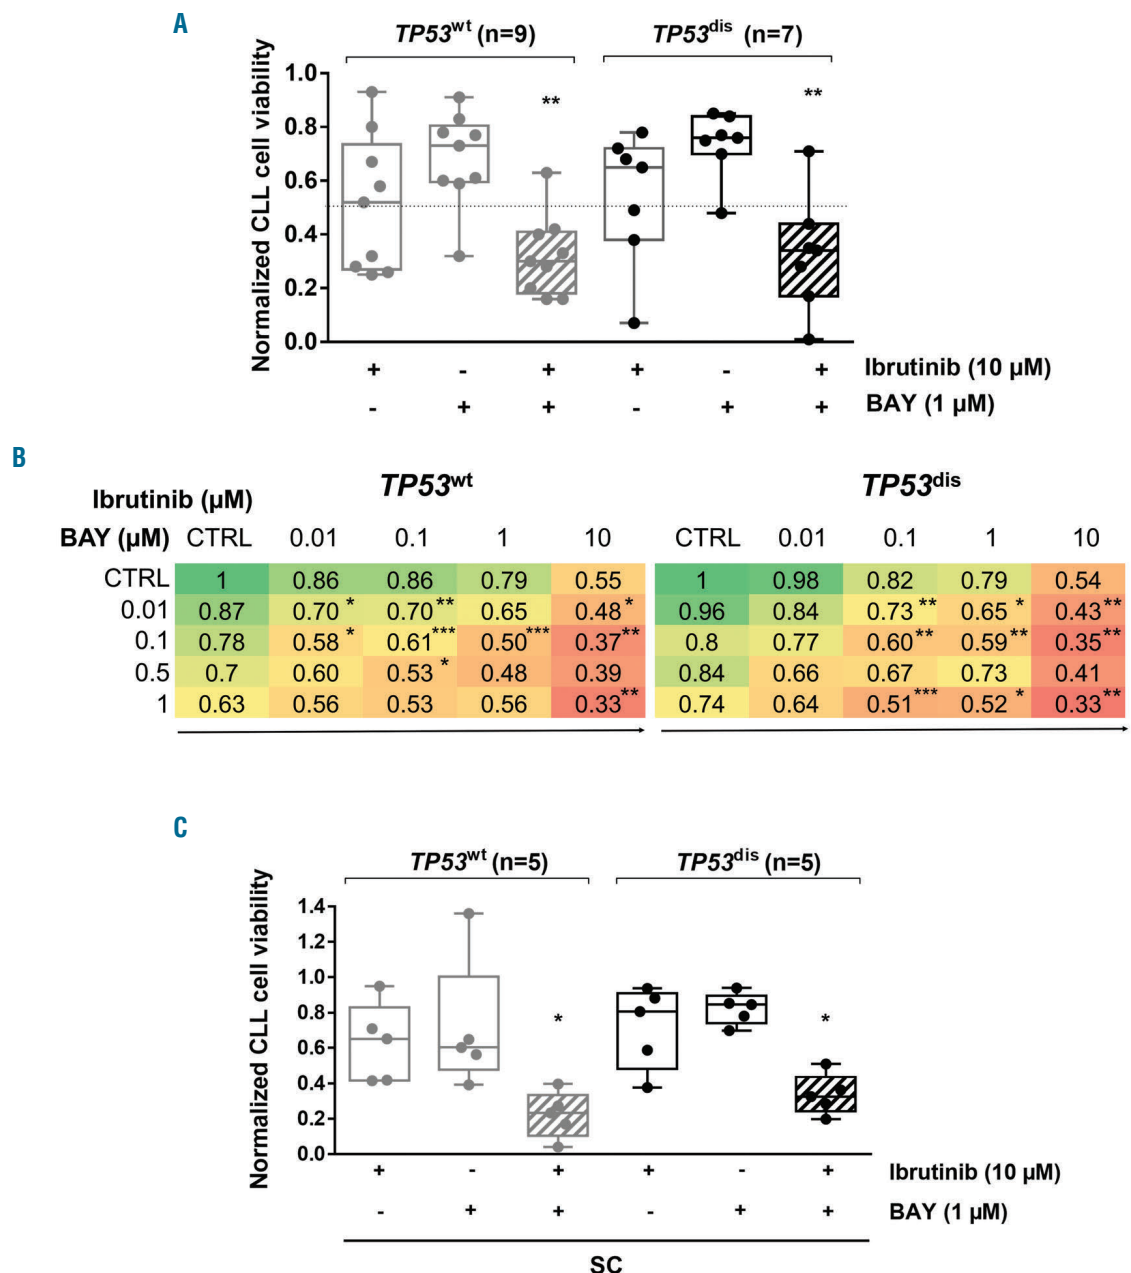 A
TP53wt (n=9)
TP53dis (n=7)
Normalized CLL cell viability
1.0
0.8
0.6
0.4
0.2
0.0
**
**
+ - + + - + Ibrutinib (10 µM)
- + + - + + BAY (1 µM)
B
TP53wt
TP53dis
Ibrutinib (µM)
BAY (µM) CTRL 0.01 0.1 1 10 CTRL 0.01 0.1 1 10
CTRL 1 0.86 0.86 0.79 0.55 1 0.98 0.82 0.79 0.54
0.01 0.87 0.70 * 0.70 ** 0.65 0.48 * 0.96 0.84 0.73 ** 0.65 * 0.43 **
0.1 0.78 0.58 * 0.61 *** 0.50 *** 0.37 ** 0.8 0.77 0.60 ** 0.59 ** 0.35 **
0.5 0.7 0.60 0.53 * 0.48 0.39 0.84 0.66 0.67 0.73 0.41
1 0.63 0.56 0.53 0.56 0.33 ** 0.74 0.64 0.51 *** 0.52 * 0.33 **
C
TP53wt (n=5)
TP53dis (n=5)
Normalized CLL cell viability
1.4
1.2
1.0
0.8
0.6
0.4
0.2
0.0
*
*
+ - + + - + Ibrutinib (10 µM)
- + + - + + BAY (1 µM)
SC